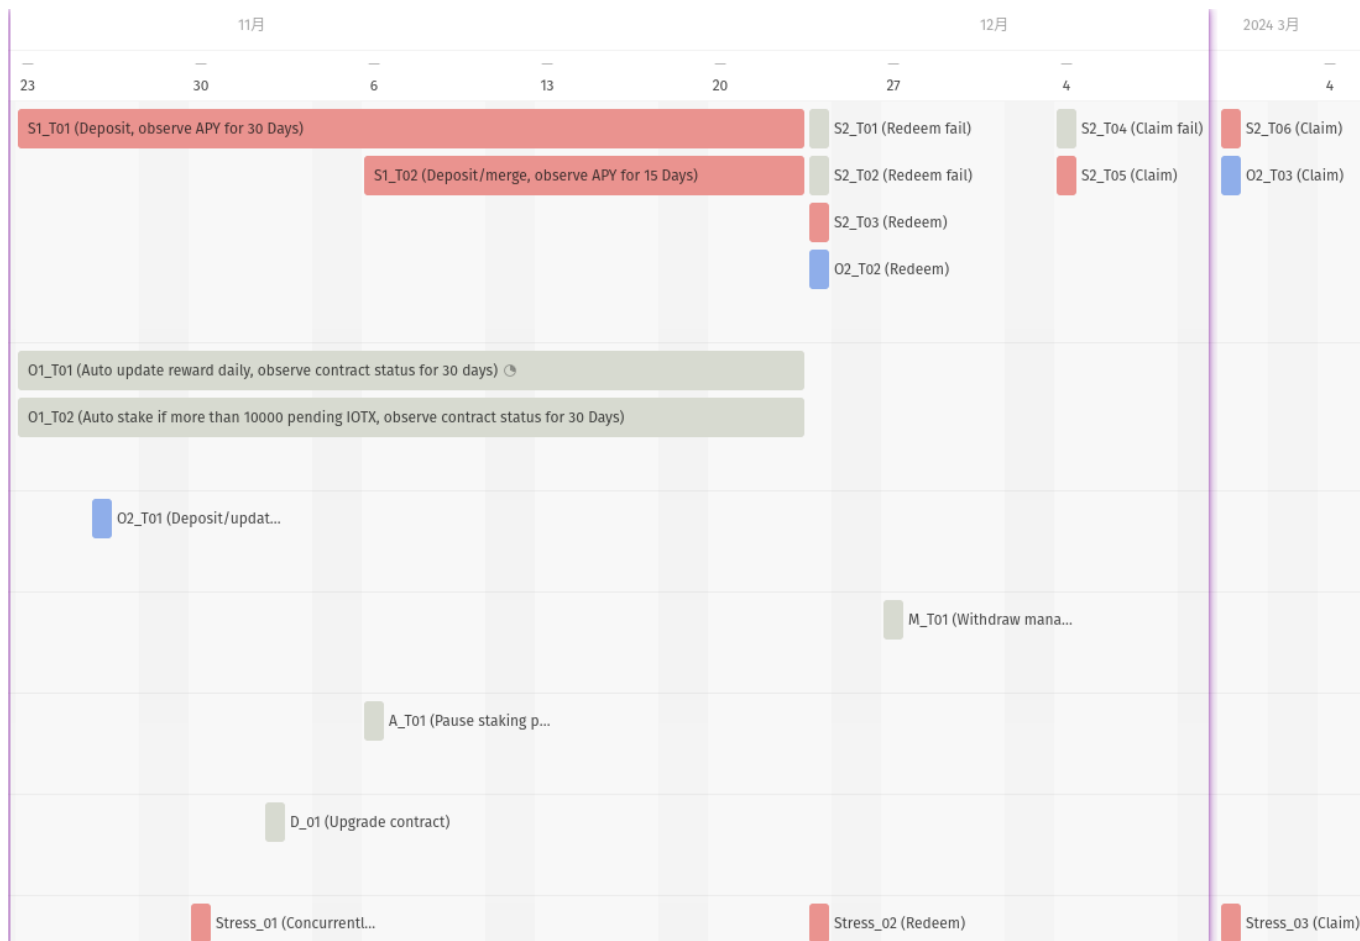 11月 12月 2024 3月
23 30 6 13 20 27 4 4
S1_T01 (Deposit, observe APY for 30 Days) S2_T01 (Redeem fail) S2_T04 (Claim fail) S2_T06 (Claim)
S1_T02 (Deposit/merge, observe APY for 15 Days) S2_T02 (Redeem fail) S2_T05 (Claim) O2_T03 (Claim)
S2_T03 (Redeem)
O2_T02 (Redeem)
O1_T01 (Auto update reward daily, observe contract status for 30 days)
O1_T02 (Auto stake if more than 10000 pending IOTX, observe contract status for 30 Days)
O2_T01 (Deposit/updat...
M_T01 (Withdraw mana...
A_T01 (Pause staking p...
D_01 (Upgrade contract)
Stress_01 (Concurrentl... Stress_02 (Redeem) Stress_03 (Claim)